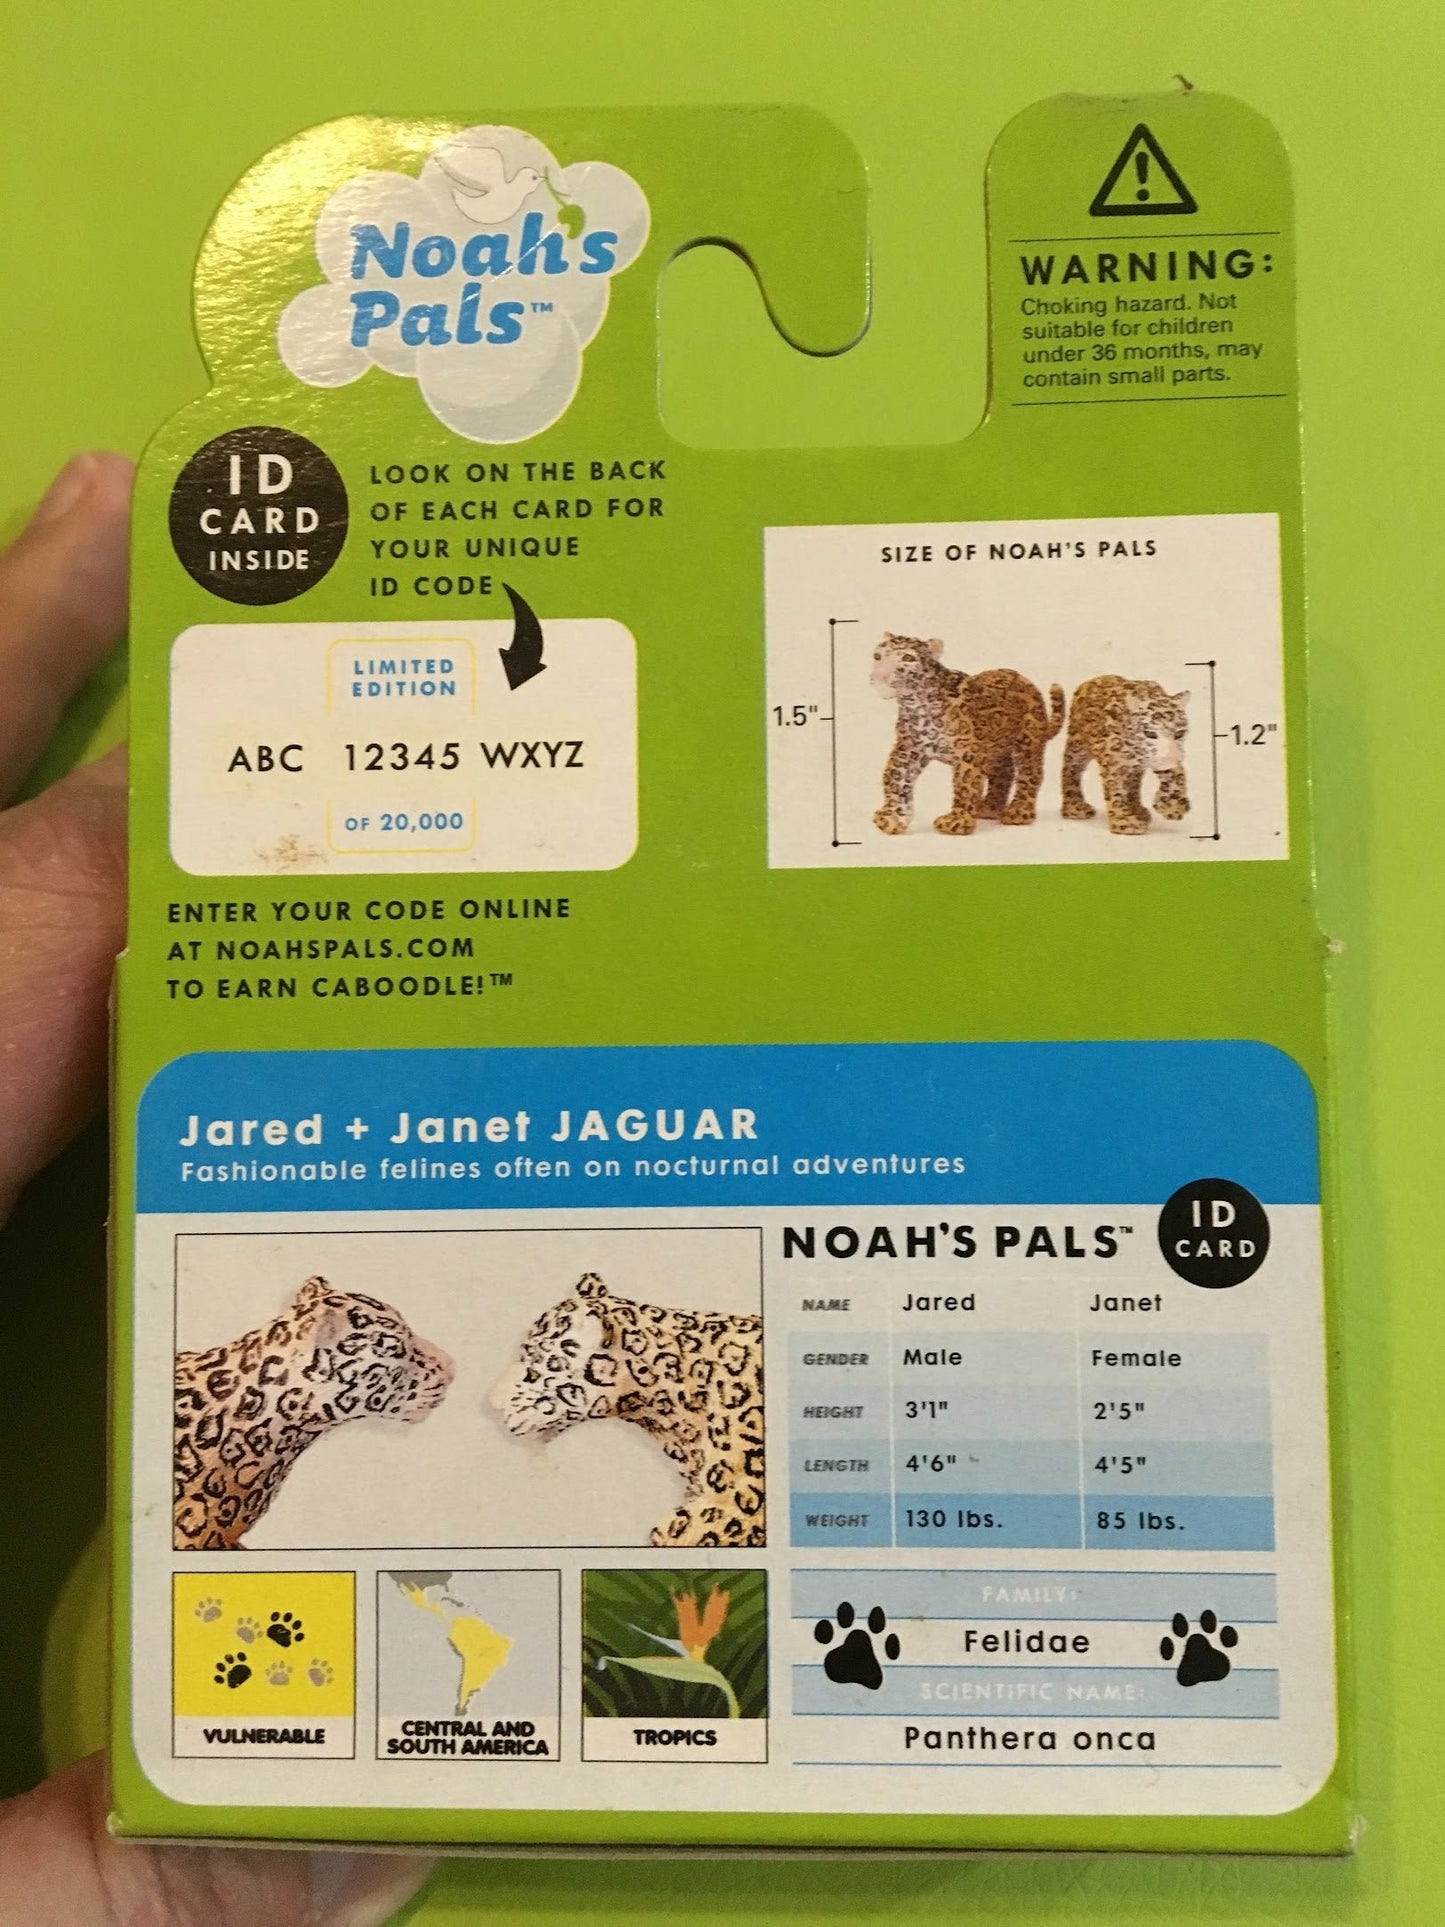 Noah's
Pals™
WARNING:
Choking hazard. Not
suitable for children
under 36 months, may
contain small parts.
ID
CARD
INSIDE
LOOK ON THE BACK
OF EACH CARD FOR
YOUR UNIQUE
ID CODE
LIMITED
EDITION
ABC 12345 WXYZ
OF 20,000
SIZE OF NOAH'S PALS
1.5"
1.2"
ENTER YOUR CODE ONLINE
AT NOAHSPALS.COM
TO EARN CABOODLE!™
Jared + Janet JAGUAR
Fashionable felines often on nocturnal adventures
NOAH'S PALS™
ID
CARD
NAME Jared Janet
GENDER Male Female
HEIGHT 3'1" 2'5"
LENGTH 4'6" 4'5"
WEIGHT 130 lbs. 85 lbs.
FAMILY:
Felidae
SCIENTIFIC NAME:
Panthera onca
VULNERABLE
CENTRAL AND
SOUTH AMERICA
TROPICS